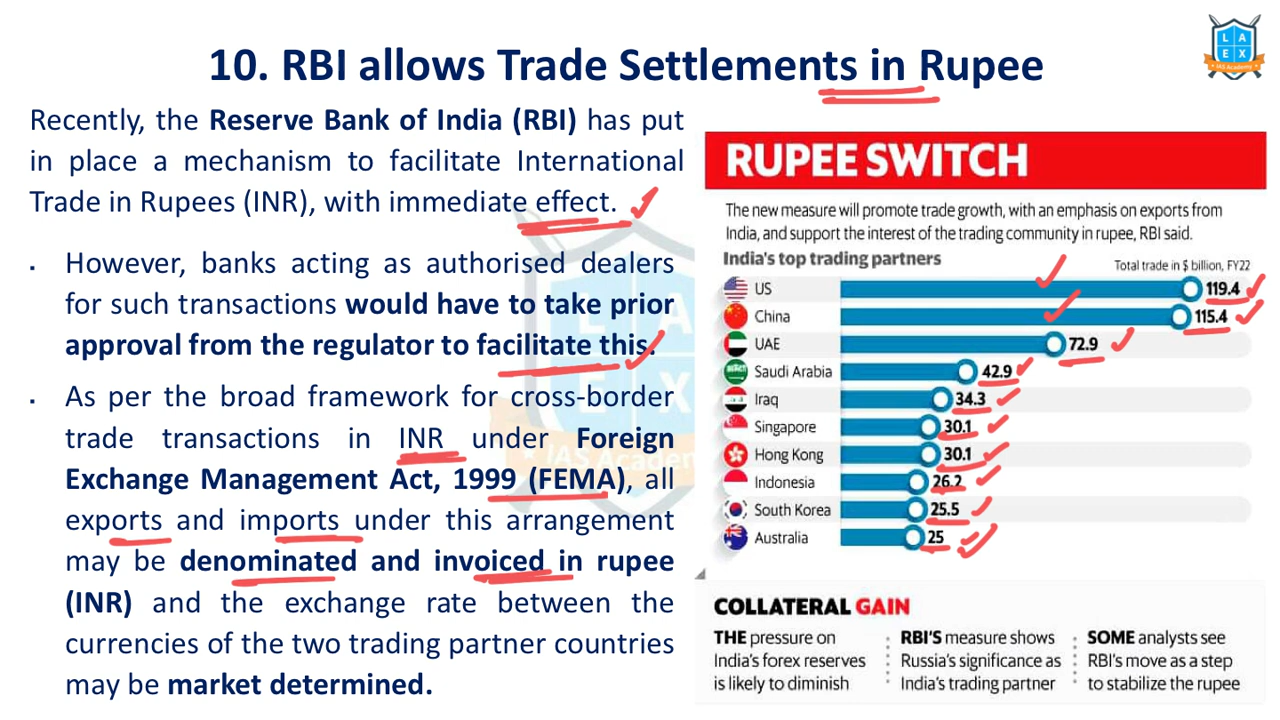 10. RBI allows Trade Settlements in Rupee
L A
E X
IAS Academy
Recently, the Reserve Bank of India (RBI) has put
in place a mechanism to facilitate International
Trade in Rupees (INR), with immediate effect.
▪ However, banks acting as authorised dealers
for such transactions would have to take prior
approval from the regulator to facilitate this.
▪ As per the broad framework for cross-border
trade transactions in INR under Foreign
Exchange Management Act, 1999 (FEMA), all
exports and imports under this arrangement
may be denominated and invoiced in rupee
(INR) and the exchange rate between the
currencies of the two trading partner countries
may be market determined.
L A
E X
IAS Academy
RUPEE SWITCH
The new measure will promote trade growth, with an emphasis on exports from
India, and support the interest of the trading community in rupee, RBI said.
India's top trading partners
Total trade in $ billion, FY22
US 119.4
China 115.4
UAE 72.9
Saudi Arabia 42.9
Iraq 34.3
Singapore 30.1
Hong Kong 30.1
Indonesia 26.2
South Korea 25.5
Australia 25
COLLATERAL GAIN
THE pressure on
India's forex reserves
is likely to diminish
RBI'S measure shows
Russia's significance as
India's trading partner
SOME analysts see
RBI's move as a step
to stabilize the rupee